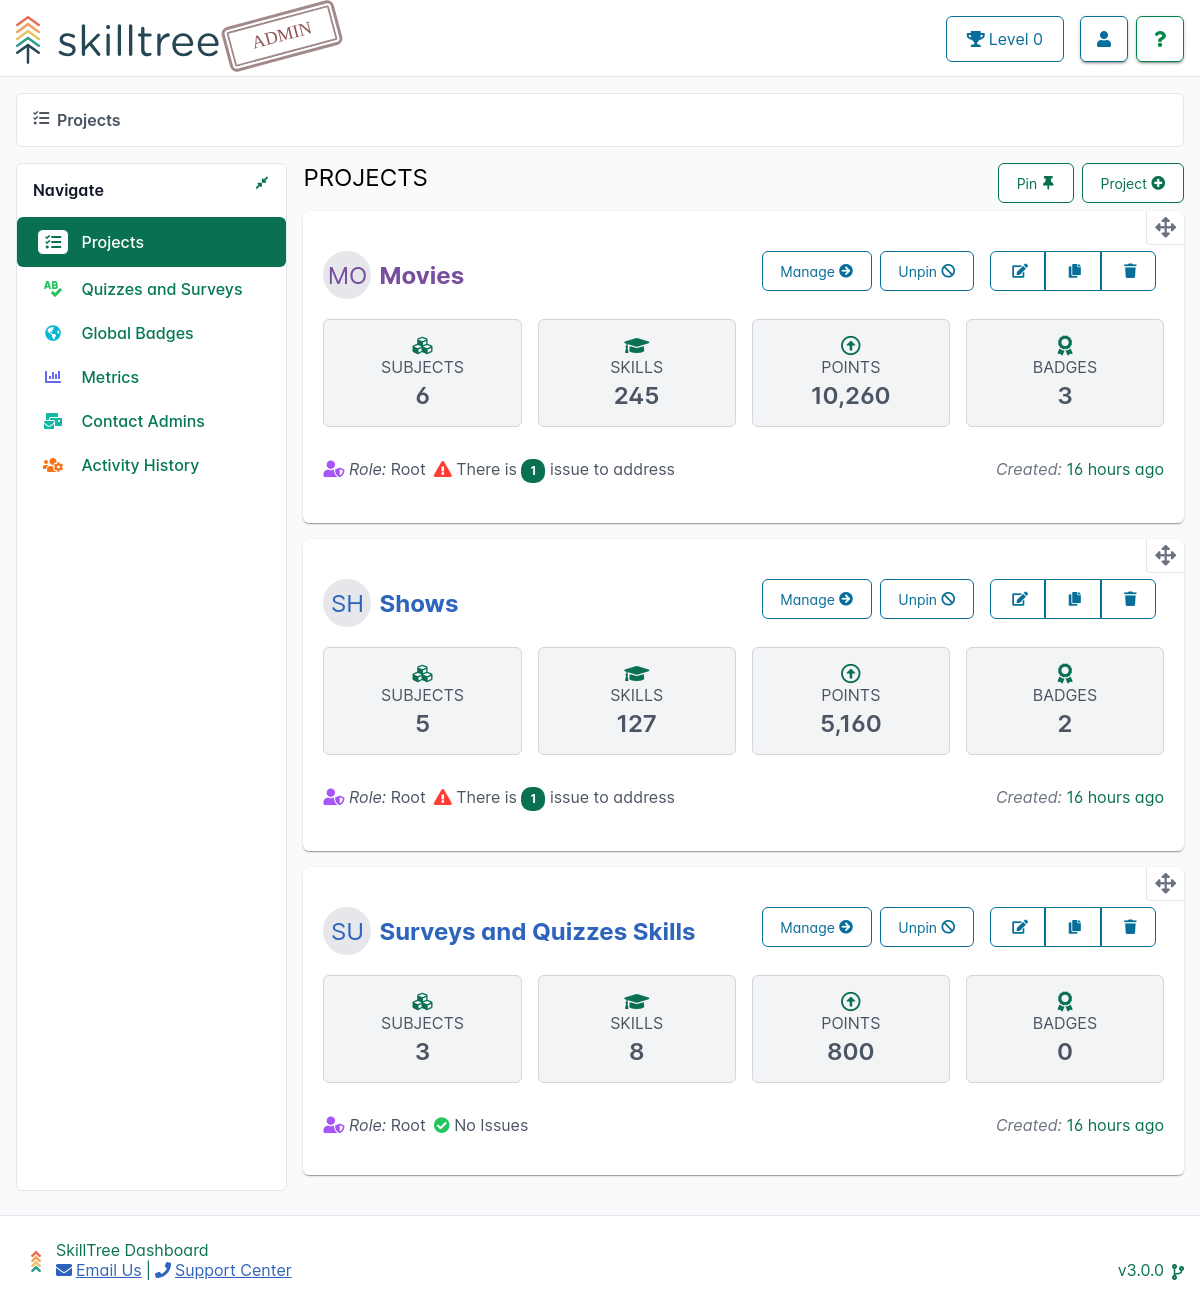 skilltree ADMIN
Level 0
Projects
Navigate
Projects
Quizzes and Surveys
Global Badges
Metrics
Contact Admins
Activity History
PROJECTS
Pin
Project
MO Movies
Manage
Unpin
SUBJECTS
6
SKILLS
245
POINTS
10,260
BADGES
3
Role: Root There is 1 issue to address
Created: 16 hours ago
SH Shows
Manage
Unpin
SUBJECTS
5
SKILLS
127
POINTS
5,160
BADGES
2
Role: Root There is 1 issue to address
Created: 16 hours ago
SU Surveys and Quizzes Skills
Manage
Unpin
SUBJECTS
3
SKILLS
8
POINTS
800
BADGES
0
Role: Root No Issues
Created: 16 hours ago
SkillTree Dashboard
Email Us | Support Center
v3.0.0